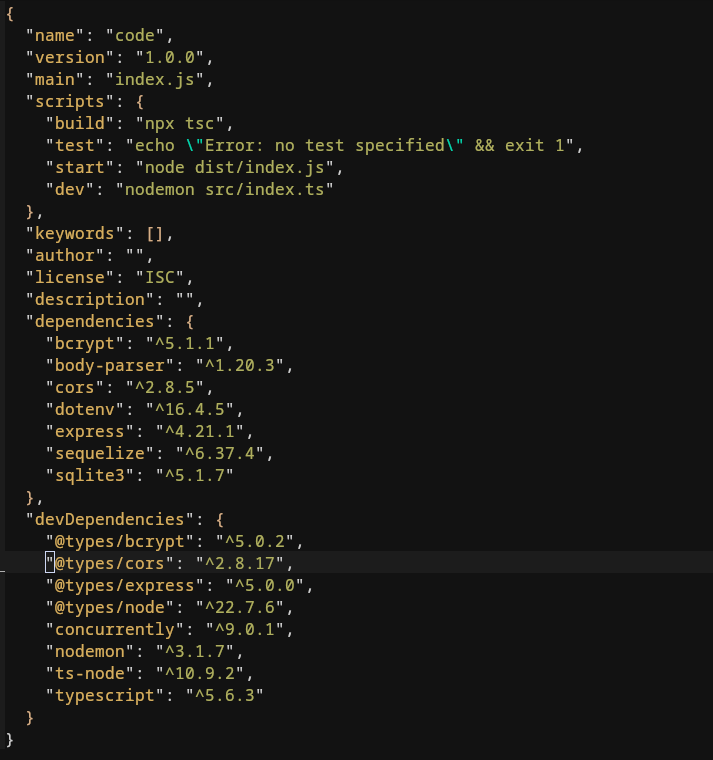 {
  "name": "code",
  "version": "1.0.0",
  "main": "index.js",
  "scripts": {
    "build": "npx tsc",
    "test": "echo \"Error: no test specified\" && exit 1",
    "start": "node dist/index.js",
    "dev": "nodemon src/index.ts"
  },
  "keywords": [],
  "author": "",
  "license": "ISC",
  "description": "",
  "dependencies": {
    "bcrypt": "^5.1.1",
    "body-parser": "^1.20.3",
    "cors": "^2.8.5",
    "dotenv": "^16.4.5",
    "express": "^4.21.1",
    "sequelize": "^6.37.4",
    "sqlite3": "^5.1.7"
  },
  "devDependencies": {
    "@types/bcrypt": "^5.0.2",
    "@types/cors": "^2.8.17",
    "@types/express": "^5.0.0",
    "@types/node": "^22.7.6",
    "concurrently": "^9.0.1",
    "nodemon": "^3.1.7",
    "ts-node": "^10.9.2",
    "typescript": "^5.6.3"
  }
}